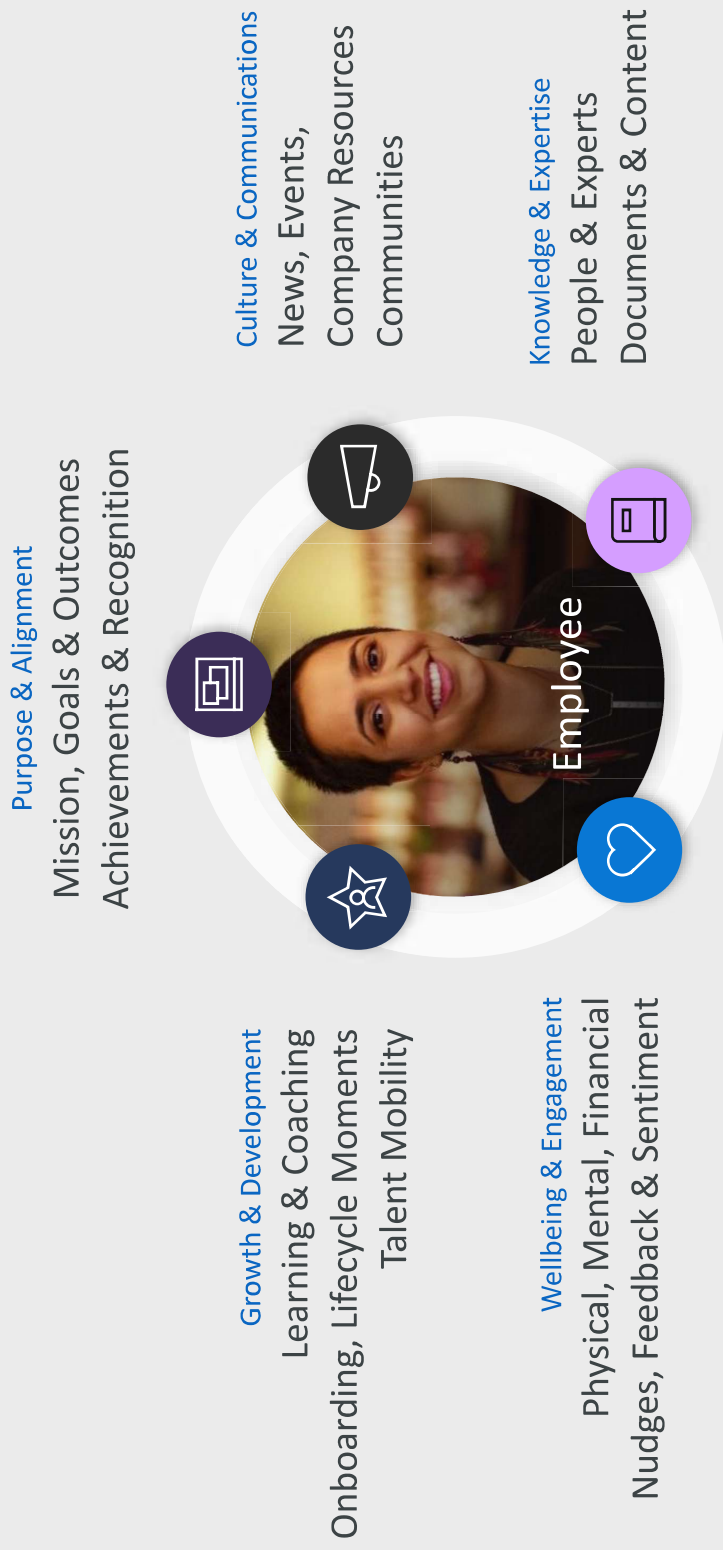 Purpose & Alignment
Mission, Goals & Outcomes
Achievements & Recognition
Growth & Development
Learning & Coaching
Onboarding, Lifecycle Moments
Talent Mobility
Culture & Communications
News, Events,
Company Resources
Communities
Employee
Wellbeing & Engagement
Physical, Mental, Financial
Nudges, Feedback & Sentiment
Knowledge & Expertise
People & Experts
Documents & Content